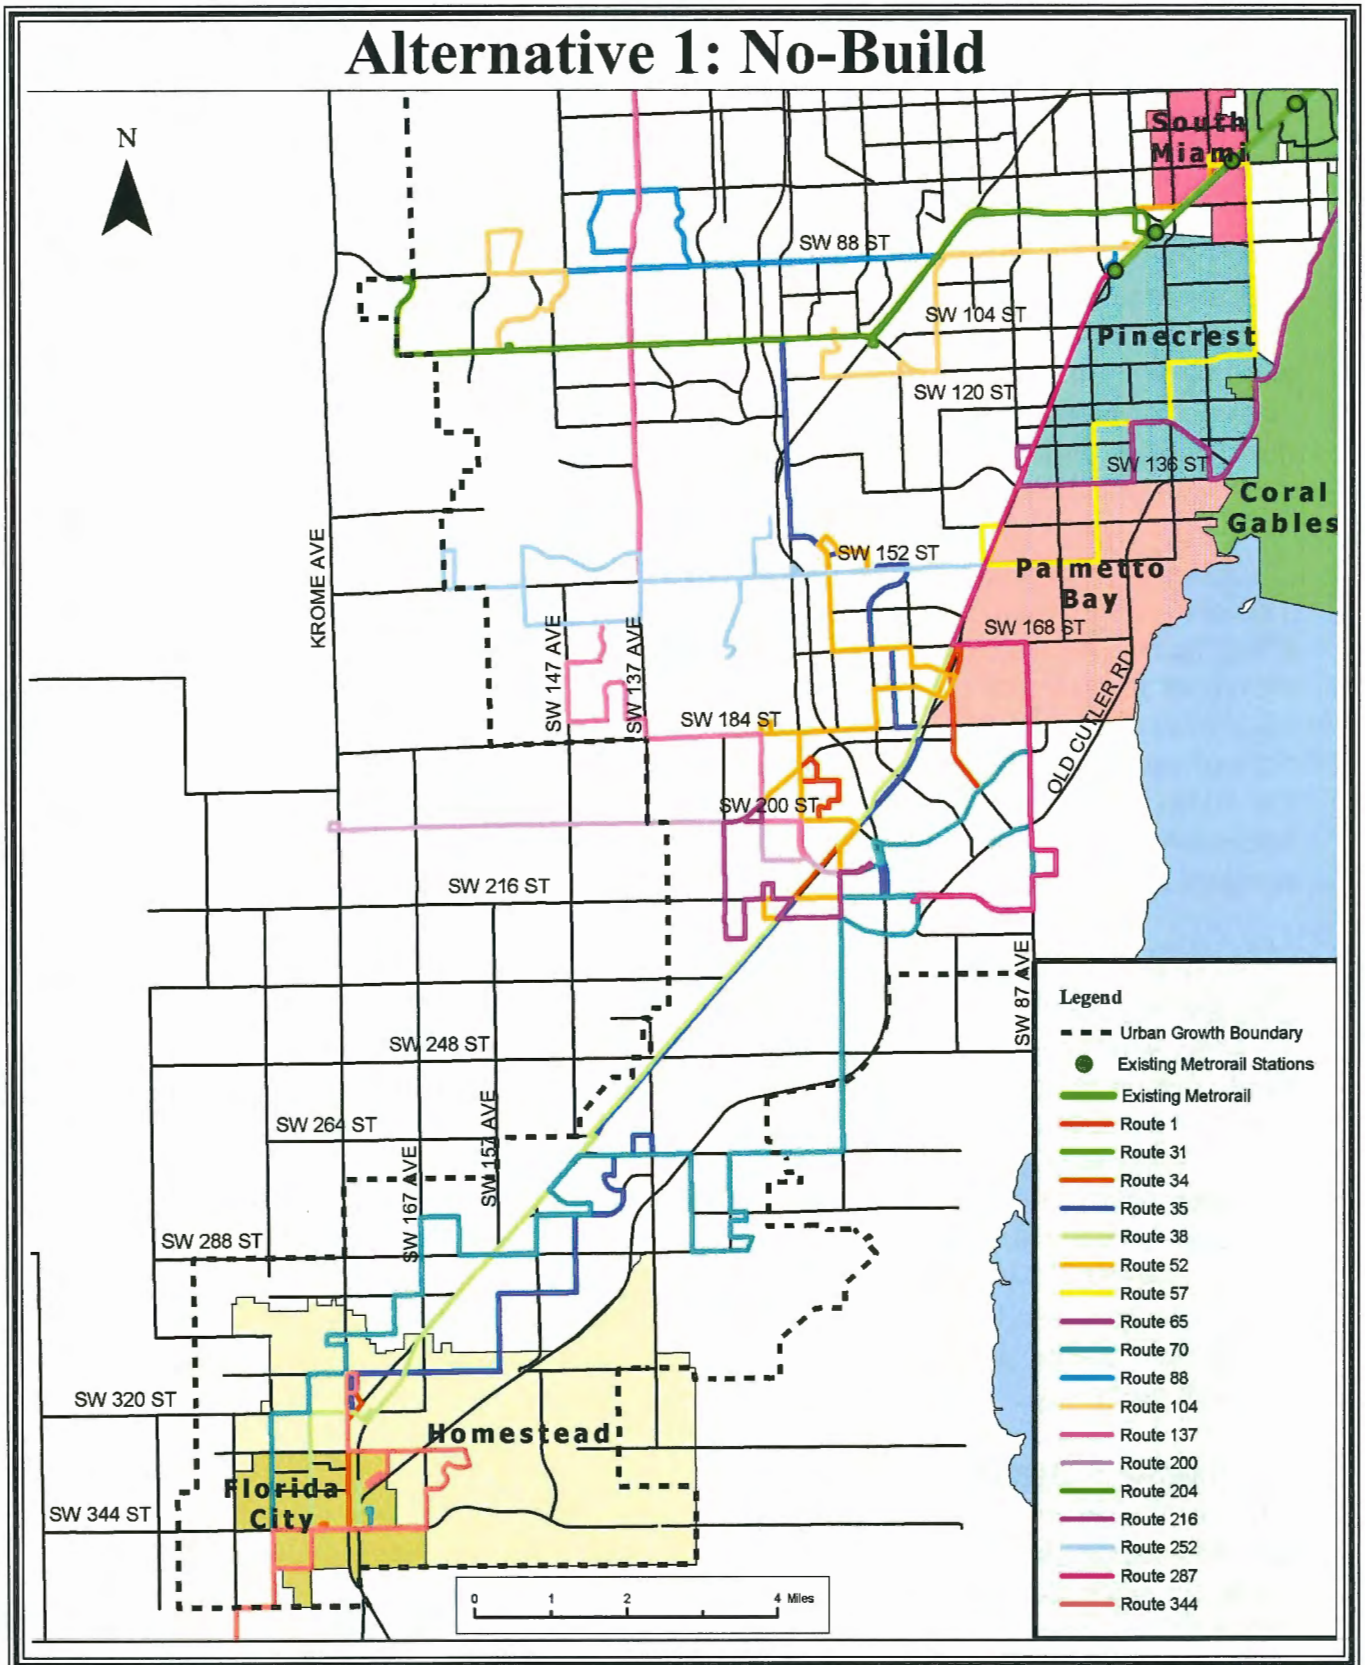 Alternative 1: No-Build
N
South
Miami
SW 88 ST
SW 104 ST
Pinecrest
SW 120 ST
SW 136 ST
Coral
Gables
KROME AVE
SW 152 ST
Palmetto
Bay
SW 147 AVE
SW 137 AVE
SW 168 ST
SW 184 ST
OLD CUTLER RD
SW 200 ST
SW 216 ST
SW 87 AVE
SW 248 ST
SW 264 ST
SW 157 AVE
SW 167 AVE
SW 288 ST
SW 320 ST
Homestead
Florida
City
SW 344 ST
0 1 2 4 Miles
Legend
Urban Growth Boundary
Existing Metrorail Stations
Existing Metrorail
Route 1
Route 31
Route 34
Route 35
Route 38
Route 52
Route 57
Route 65
Route 70
Route 88
Route 104
Route 137
Route 200
Route 204
Route 216
Route 252
Route 287
Route 344